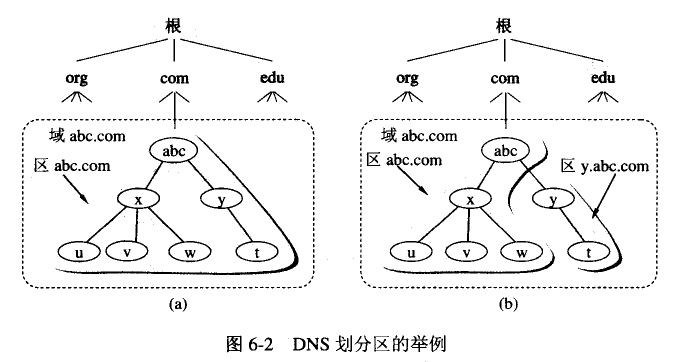 根
org com edu
域 abc.com
区 abc.com
abc
x y
u v w t
(a)
根
org com edu
域 abc.com
区 abc.com
区 y.abc.com
abc
x y
u v w t
(b)
图 6-2 DNS 划分区的举例